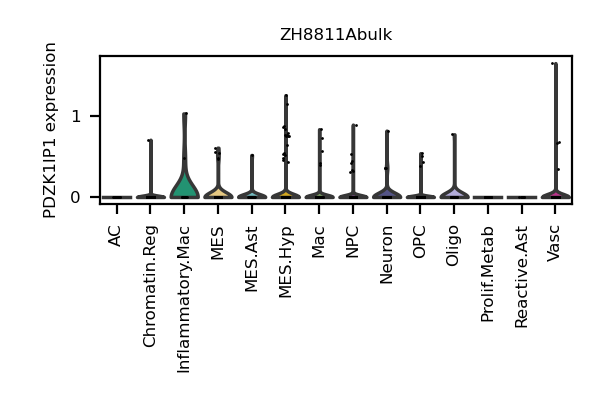 ZH8811Abulk
PDZK1IP1 expression
1
0
AC
Chromatin.Reg
Inflammatory.Mac
MES
MES.Ast
MES.Hyp
Mac
NPC
Neuron
OPC
Oligo
Prolif.Metab
Reactive.Ast
Vasc